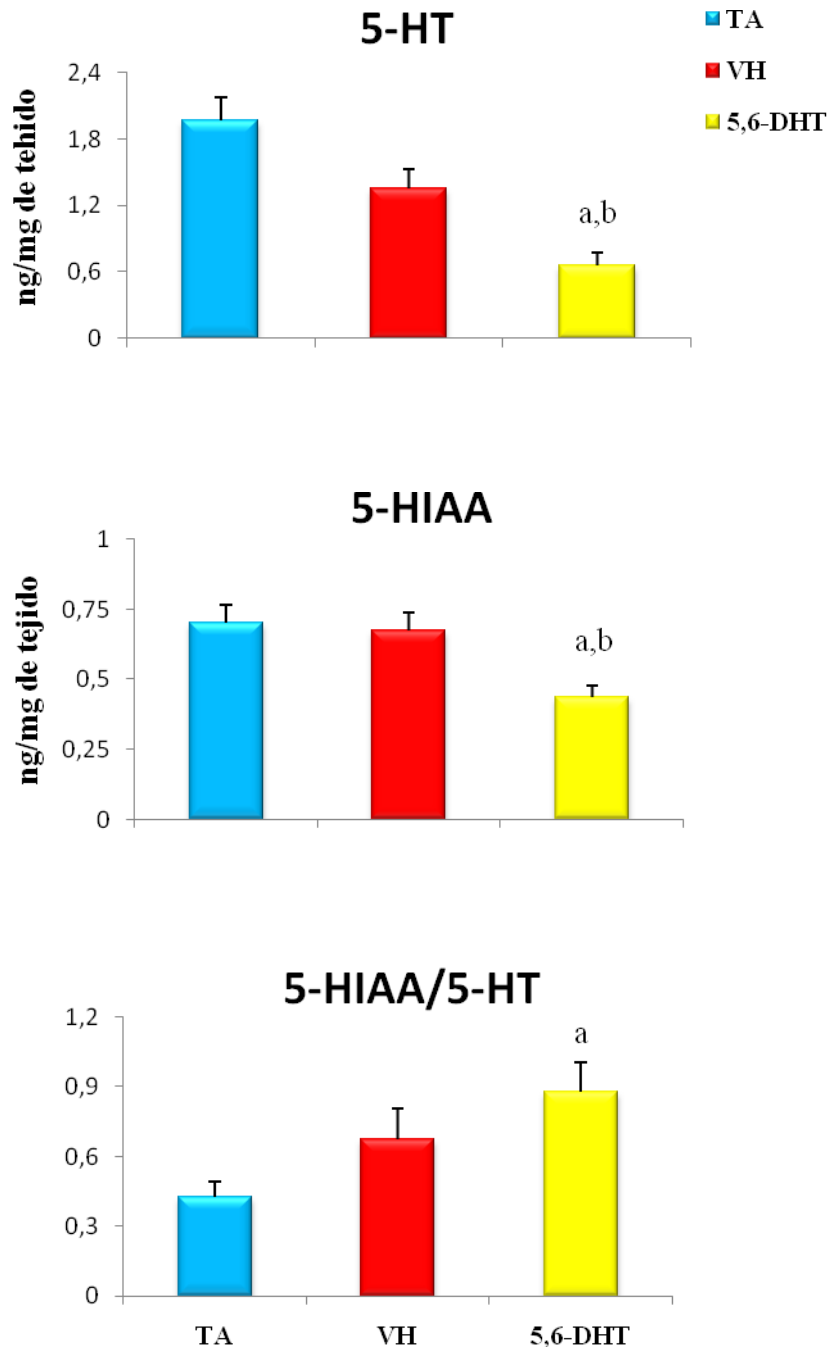 5-HT
TA
VH
5,6-DHT
ng/mg de tehido
2,4
1,8
1,2
0,6
0
a,b
5-HIAA
ng/mg de tejido
1
0,75
0,5
0,25
0
a,b
5-HIAA/5-HT
1,2
0,9
0,6
0,3
0
a
TA VH 5,6-DHT